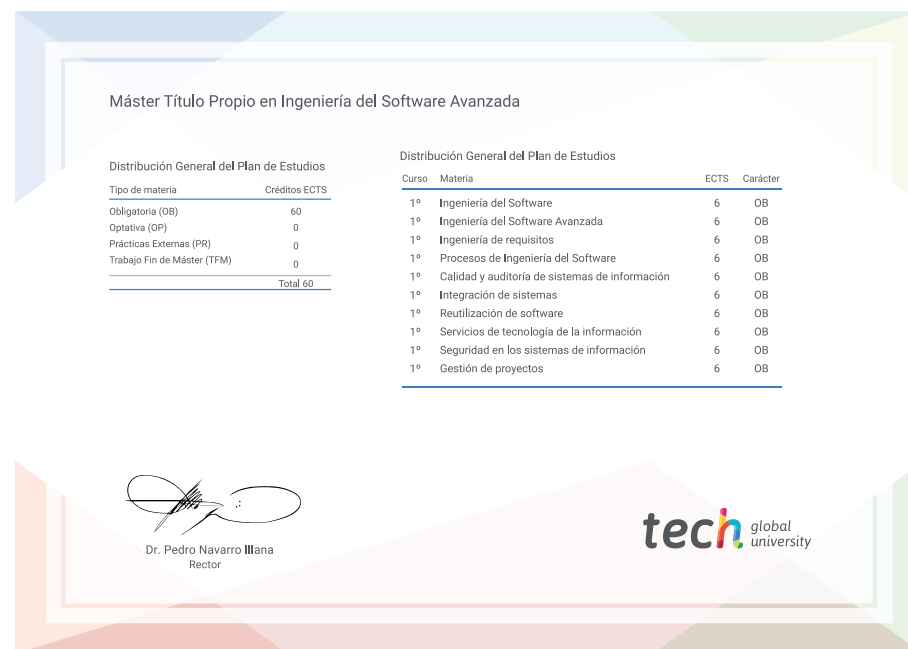 Máster Título Propio en Ingeniería del Software Avanzada
Distribución General del Plan de Estudios
Tipo de materia Créditos ECTS
Obligatoria (OB) 60
Optativa (OP) 0
Prácticas Externas (PR) 0
Trabajo Fin de Máster (TFM) 0
Total 60
Distribución General del Plan de Estudios
Curso Materia ECTS Carácter
1º Ingeniería del Software 6 OB
1º Ingeniería del Software Avanzada 6 OB
1º Ingeniería de requisitos 6 OB
1º Procesos de Ingeniería del Software 6 OB
1º Calidad y auditoría de sistemas de información 6 OB
1º Integración de sistemas 6 OB
1º Reutilización de software 6 OB
1º Servicios de tecnología de la información 6 OB
1º Seguridad en los sistemas de información 6 OB
1º Gestión de proyectos 6 OB
Dr. Pedro Navarro Illana
Rector
tech global
university